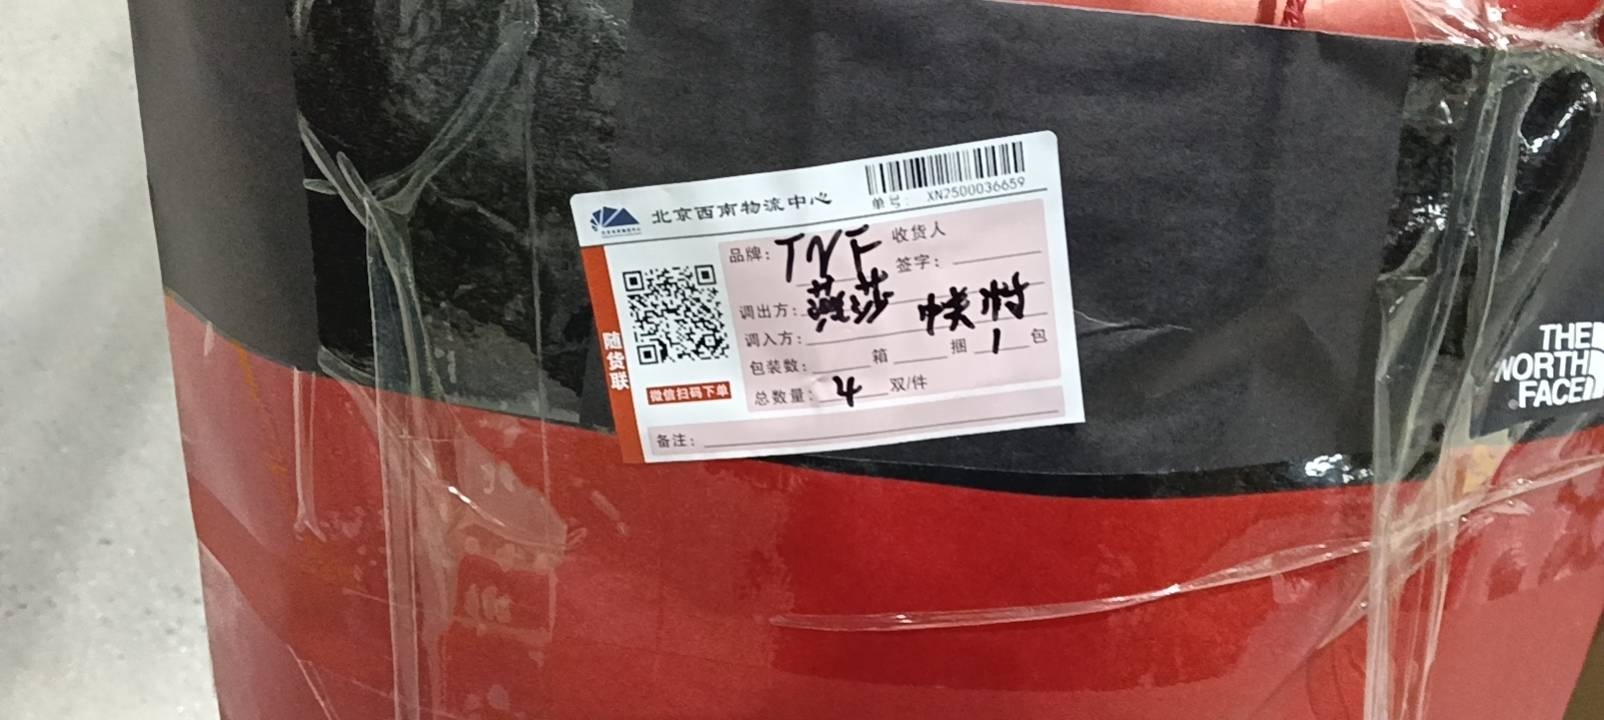 北京西南物流中心
单号： XN2500036659
品牌：TNF 收货人
签字：
调出方：燕莎
调入方：
包装数： 箱 捆 1 包
总数量：4 双/件
备注：
随货联
微信扫码下单
THE
NORTH
FACE